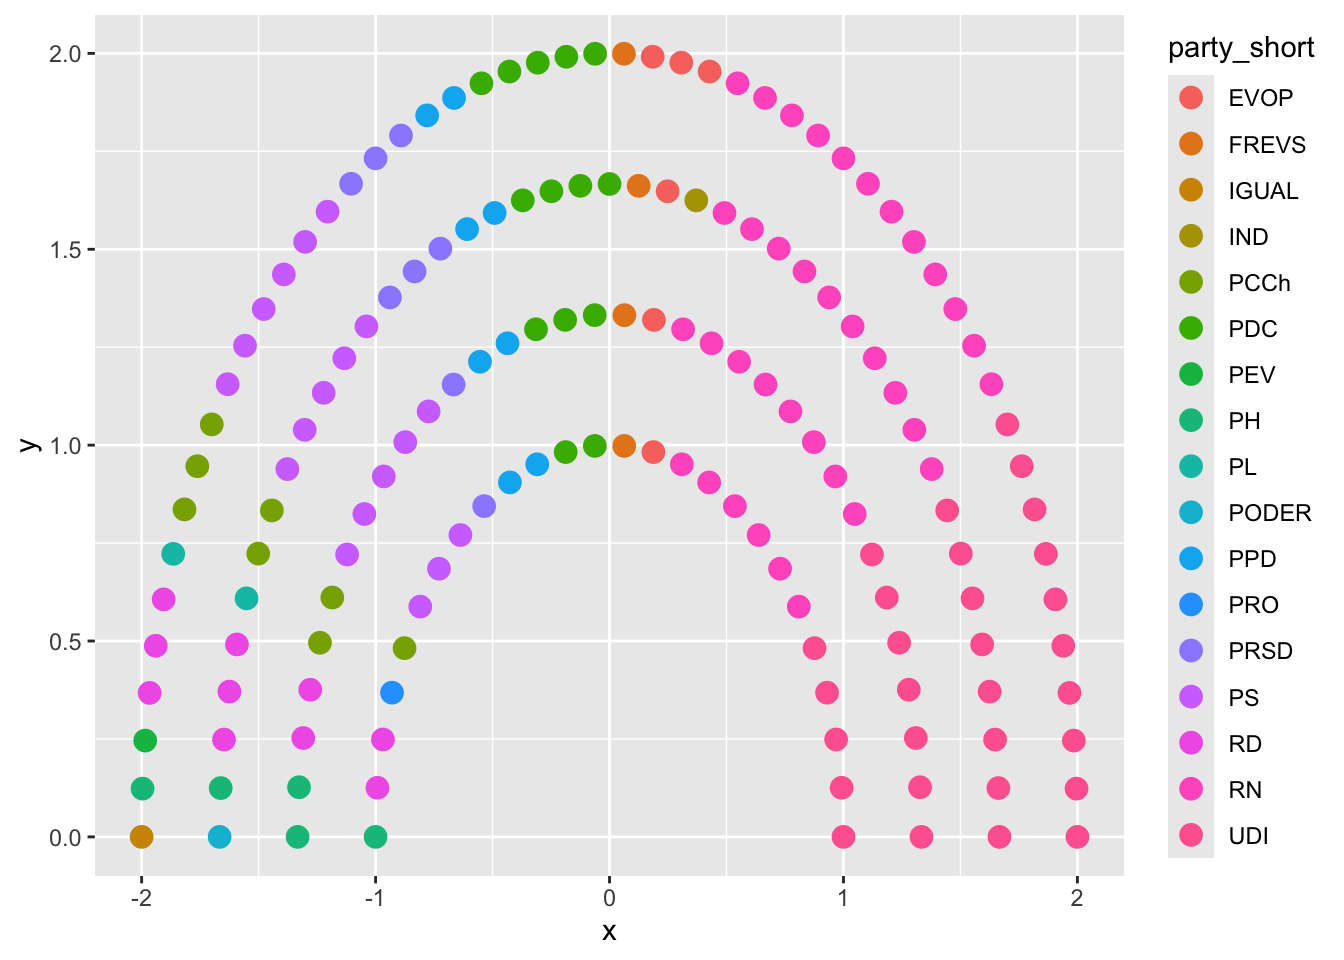 party_short
EVOP
FREVS
IGUAL
IND
PCCh
PDC
PEV
PH
PL
PODER
PPD
PRO
PRSD
PS
RD
RN
UDI
2.0
1.5
1.0
0.5
0.0
y
-2 -1 0 1 2
x